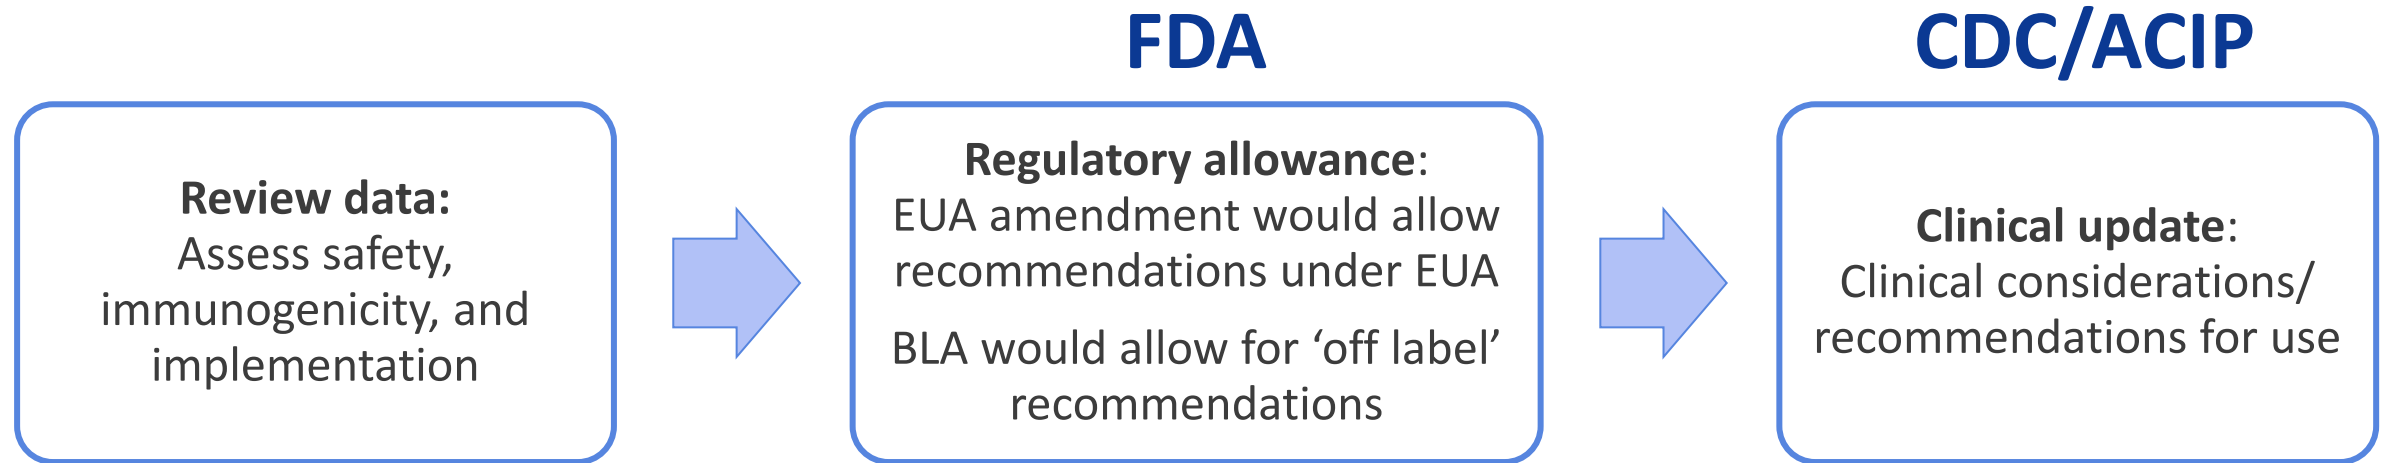 Review data:
Assess safety,
immunogenicity, and
implementation
FDA
Regulatory allowance:
EUA amendment would allow
recommendations under EUA
BLA would allow for ‘off label’
recommendations
CDC/ACIP
Clinical update:
Clinical considerations/
recommendations for use